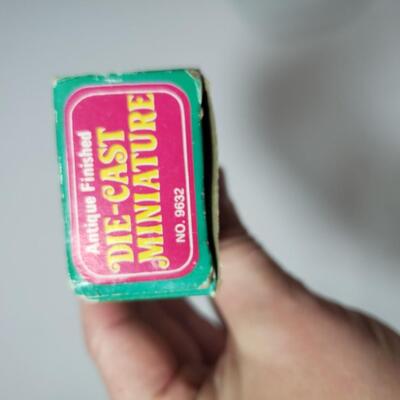 Antique Finished
DIE-CAST
MINIATURE
NO. 9632